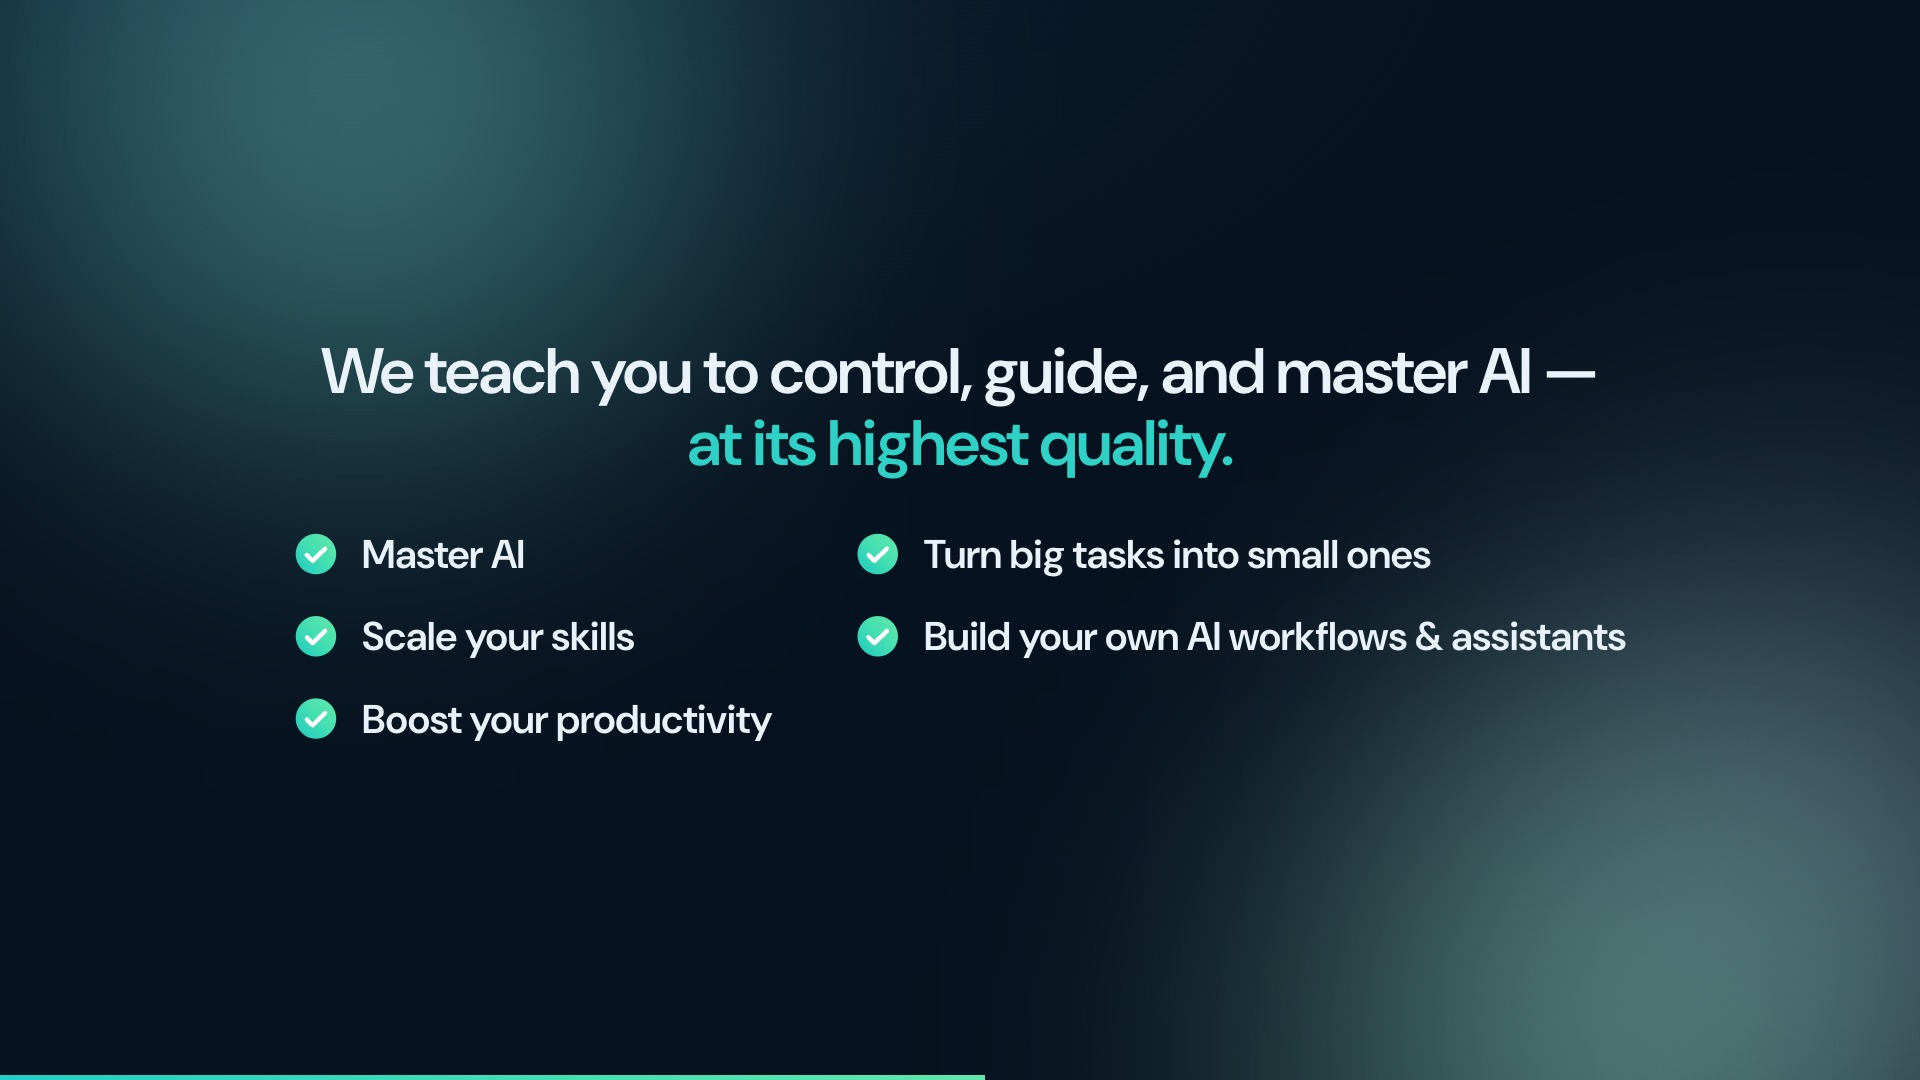 We teach you to control, guide, and master AI —
at its highest quality.
Master AI
Scale your skills
Boost your productivity
Turn big tasks into small ones
Build your own AI workflows & assistants